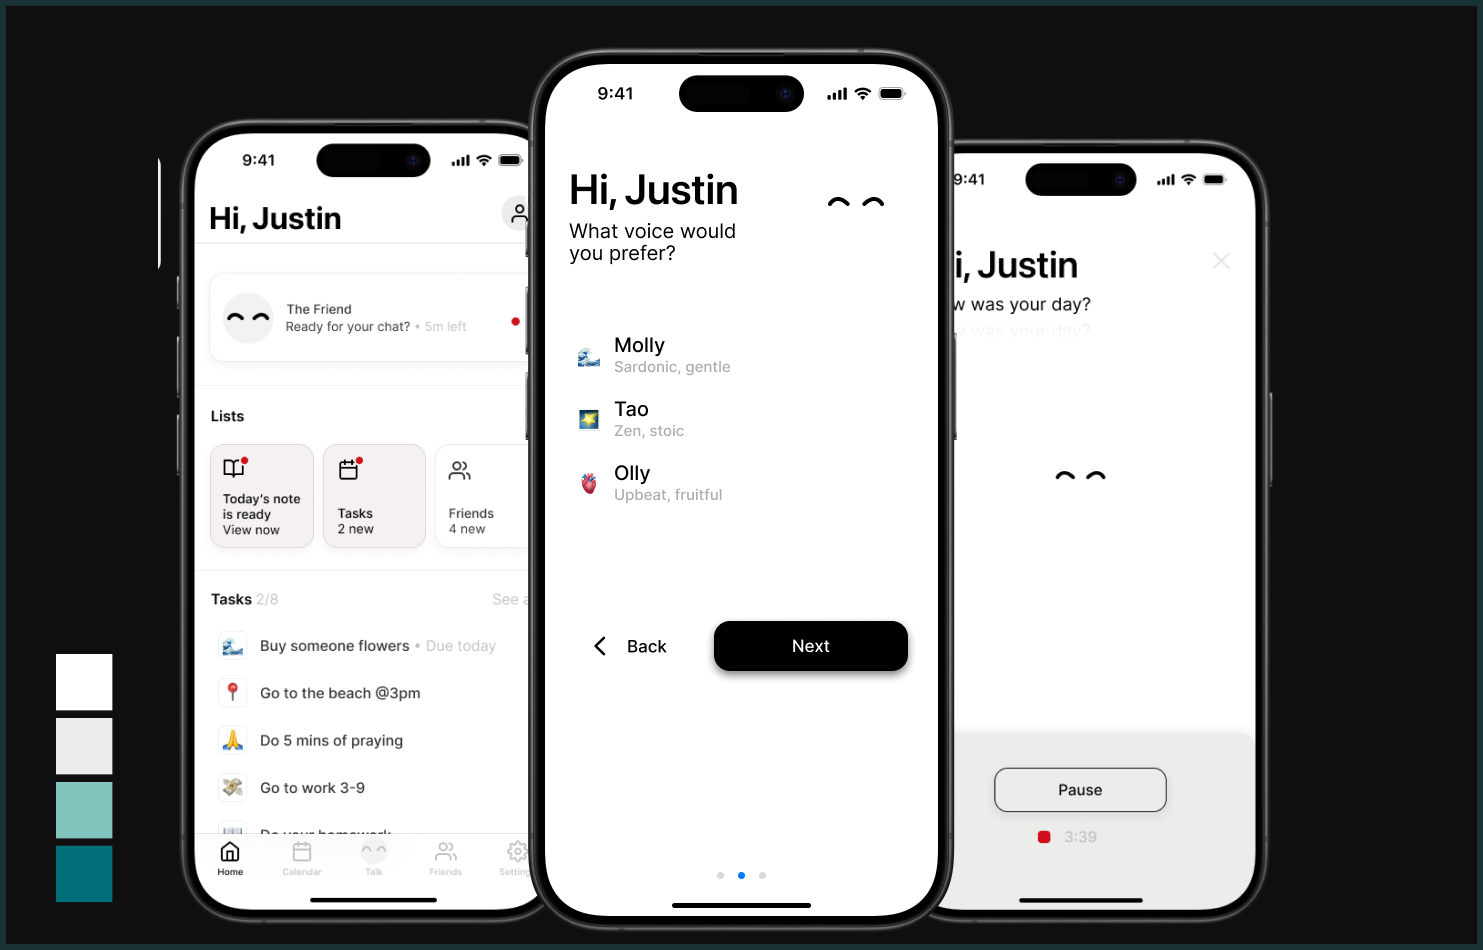 9:41
Hi, Justin
The Friend
Ready for your chat? • 5m left
Lists
Today's note
is ready
View now
Tasks
2 new
Friends
4 new
Tasks 2/8
See a
Buy someone flowers • Due today
Go to the beach @3pm
Do 5 mins of praying
Go to work 3-9
Do your homework
Home
Calendar
Talk
Friends
Setting
9:41
Hi, Justin
What voice would
you prefer?
Molly
Sardonic, gentle
Tao
Zen, stoic
Olly
Upbeat, fruitful
Back
Next
9:41
i, Justin
w was your day?
w was your day?
Pause
3:39